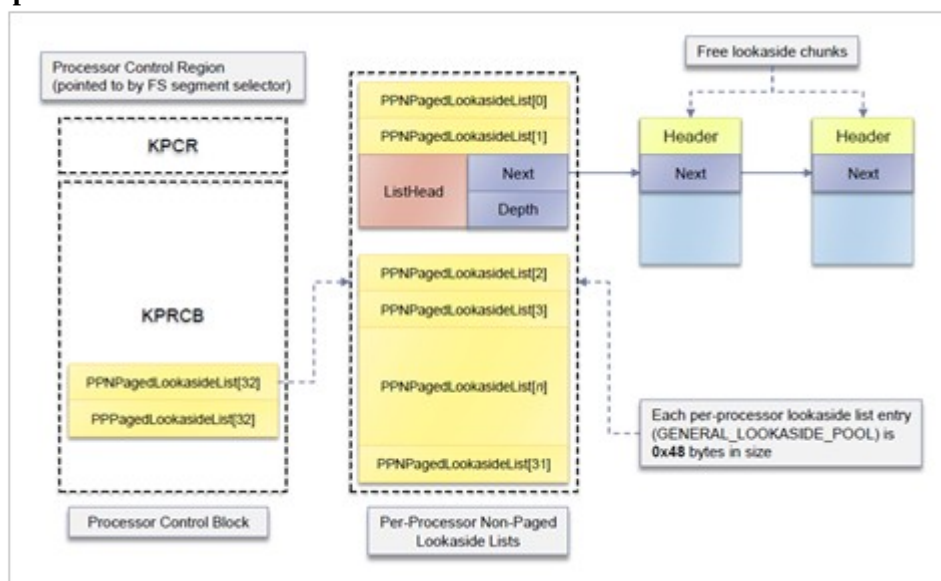 Processor Control Region
(pointed to by FS segment selector)
KPCR
KPRCB
PPNPagedLookasideList[32]
PPPagedLookasideList[32]
Processor Control Block
PPNPagedLookasideList[0]
PPNPagedLookasideList[1]
ListHead
Next
Depth
PPNPagedLookasideList[2]
PPNPagedLookasideList[3]
PPNPagedLookasideList[n]
PPNPagedLookasideList[31]
Per-Processor Non-Paged
Lookaside Lists
Free lookaside chunks
Header
Next
Header
Next
Each per-processor lookaside list entry
(GENERAL_LOOKASIDE_POOL) is
0x48 bytes in size